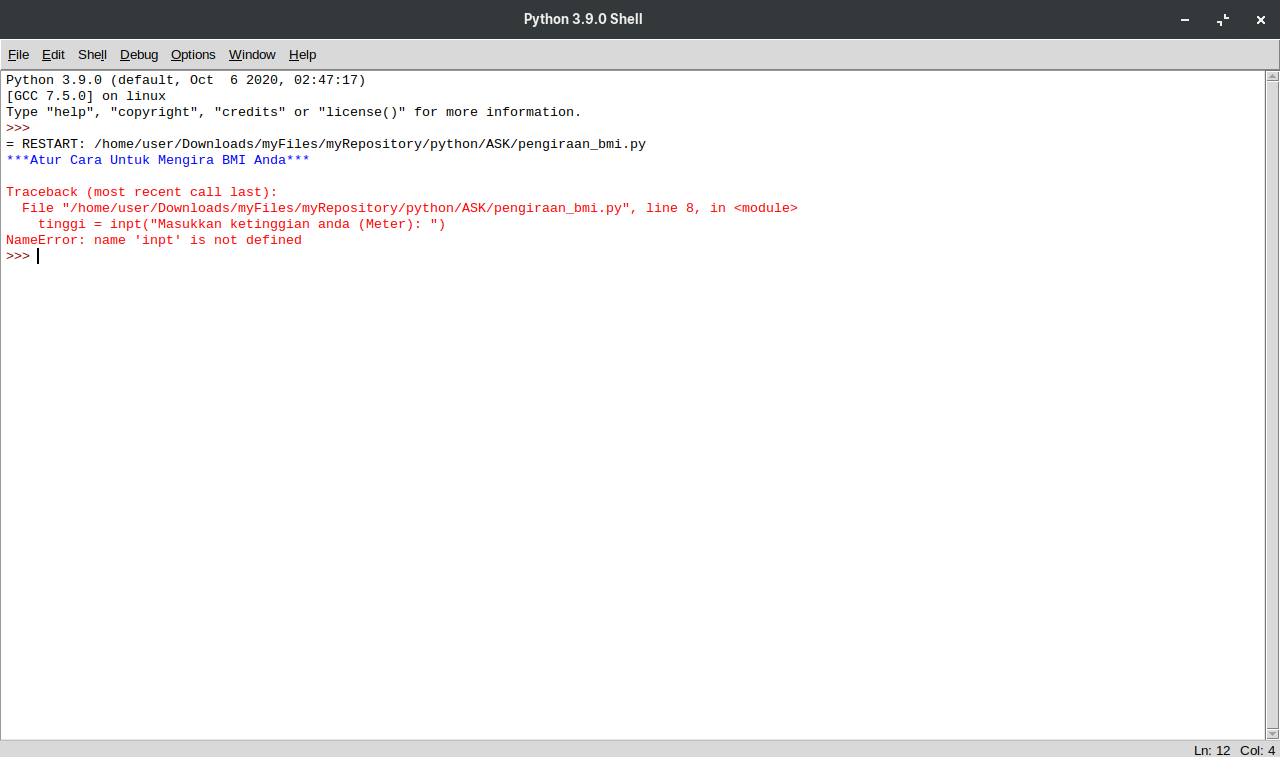 Python 3.9.0 Shell
File Edit Shell Debug Options Window Help
Python 3.9.0 (default, Oct  6 2020, 02:47:17)
[GCC 7.5.0] on linux
Type "help", "copyright", "credits" or "license()" for more information.
>>>
= RESTART: /home/user/Downloads/myFiles/myRepository/python/ASK/pengiraan_bmi.py
***Atur Cara Untuk Mengira BMI Anda***
Traceback (most recent call last):
  File "/home/user/Downloads/myFiles/myRepository/python/ASK/pengiraan_bmi.py", line 8, in <module>
    tinggi = inpt("Masukkan ketinggian anda (Meter): ")
NameError: name 'inpt' is not defined
>>>
Ln: 12 Col: 4